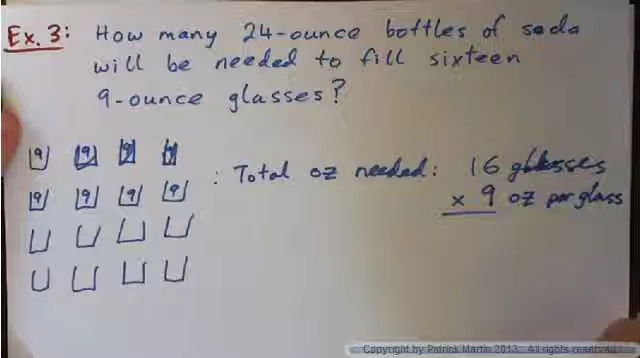 Ex. 3: How many 24-ounce bottles of soda
will be needed to fill sixteen
9-ounce glasses?
9 9 9 9
: Total oz needed: 16 glasses
9 9 9 9
x 9 oz per glass
Copyright by Patrick Martin 2013. All rights reserved.